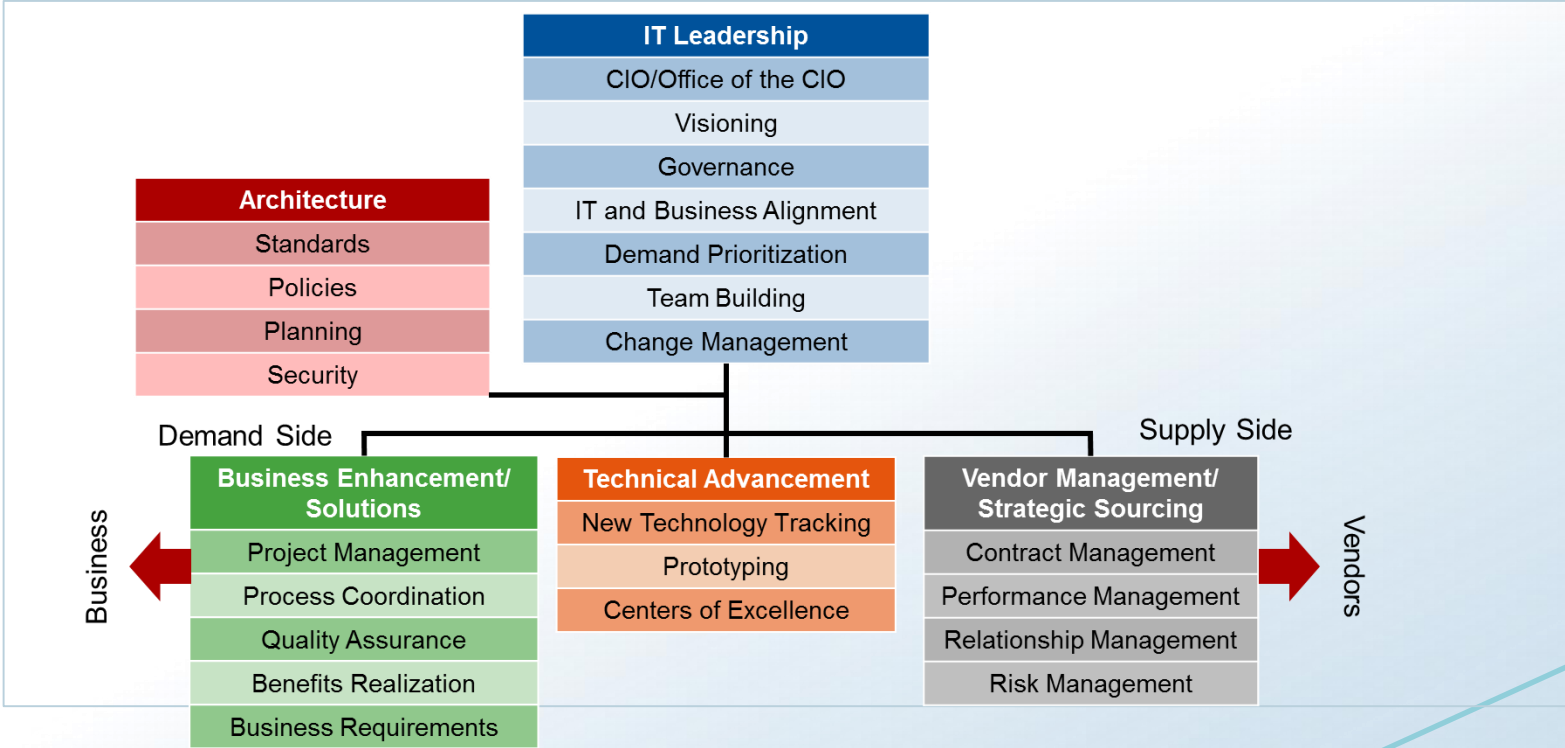 IT Leadership
CIO/Office of the CIO
Visioning
Governance
IT and Business Alignment
Demand Prioritization
Team Building
Change Management
Architecture
Standards
Policies
Planning
Security
Demand Side
Supply Side
Business
Business Enhancement/
Solutions
Project Management
Process Coordination
Quality Assurance
Benefits Realization
Business Requirements
Technical Advancement
New Technology Tracking
Prototyping
Centers of Excellence
Vendor Management/
Strategic Sourcing
Contract Management
Performance Management
Relationship Management
Risk Management
Vendors